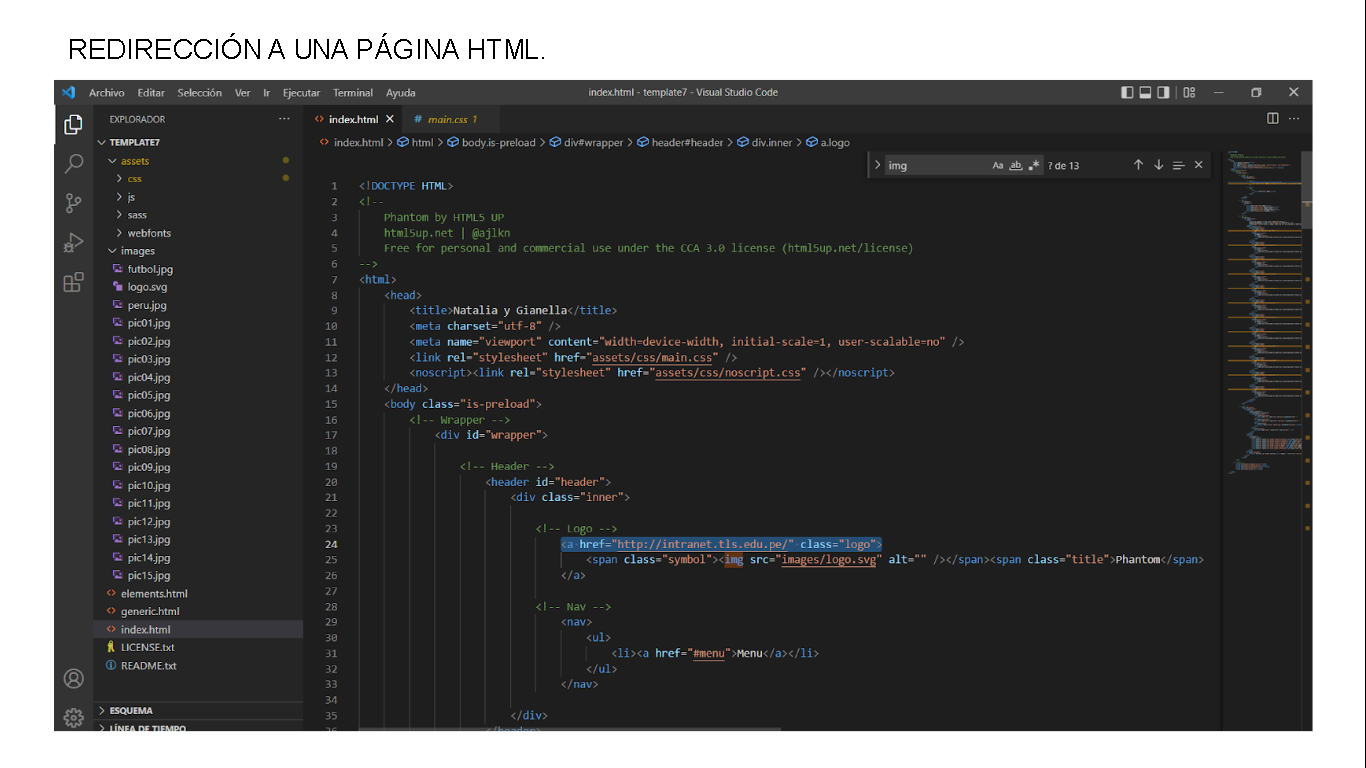 REDIRECCIÓN A UNA PÁGINA HTML.
Archivo Editar Selección Ver Ir Ejecutar Terminal Ayuda
index.html - template7 - Visual Studio Code
EXPLORADOR
TEMPLATE7
assets
css
js
sass
webfonts
images
futbol.jpg
logo.svg
peru.jpg
pic01.jpg
pic02.jpg
pic03.jpg
pic04.jpg
pic05.jpg
pic06.jpg
pic07.jpg
pic08.jpg
pic09.jpg
pic10.jpg
pic11.jpg
pic12.jpg
pic13.jpg
pic14.jpg
pic15.jpg
elements.html
generic.html
index.html
LICENSE.txt
README.txt
ESQUEMA
LÍNEA DE TIEMPO
index.html
main.css 1
index.html > html > body.is-preload > div#wrapper > header#header > div.inner > a.logo
img Aa ab .* ? de 13
1 <!DOCTYPE HTML>
2 <!--
3 Phantom by HTML5 UP
4 html5up.net | @ajlkn
5 Free for personal and commercial use under the CCA 3.0 license (html5up.net/license)
6 -->
7 <html>
8 <head>
9 <title>Natalia y Gianella</title>
10 <meta charset="utf-8" />
11 <meta name="viewport" content="width=device-width, initial-scale=1, user-scalable=no" />
12 <link rel="stylesheet" href="assets/css/main.css" />
13 <noscript><link rel="stylesheet" href="assets/css/noscript.css" /></noscript>
14 </head>
15 <body class="is-preload">
16 <!-- Wrapper -->
17 <div id="wrapper">
18
19 <!-- Header -->
20 <header id="header">
21 <div class="inner">
22
23 <!-- Logo -->
24 <a href="http://intranet.tls.edu.pe/" class="logo">
25 <span class="symbol"><img src="images/logo.svg" alt="" /></span><span class="title">Phantom</span>
26 </a>
27
28 <!-- Nav -->
29 <nav>
30 <ul>
31 <li><a href="#menu">Menu</a></li>
32 </ul>
33 </nav>
34
35 </div>
36 </header>